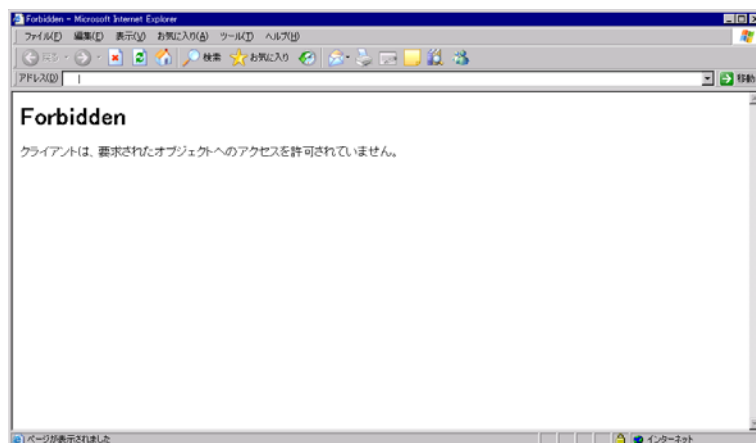 Forbidden - Microsoft Internet Explorer
ファイル(F) 編集(E) 表示(V) お気に入り(A) ツール(T) ヘルプ(H)
戻る 検索 お気に入り
アドレス(D) 移動
Forbidden
クライアントは、要求されたオブジェクトへのアクセスを許可されていません。
ページが表示されました インターネット